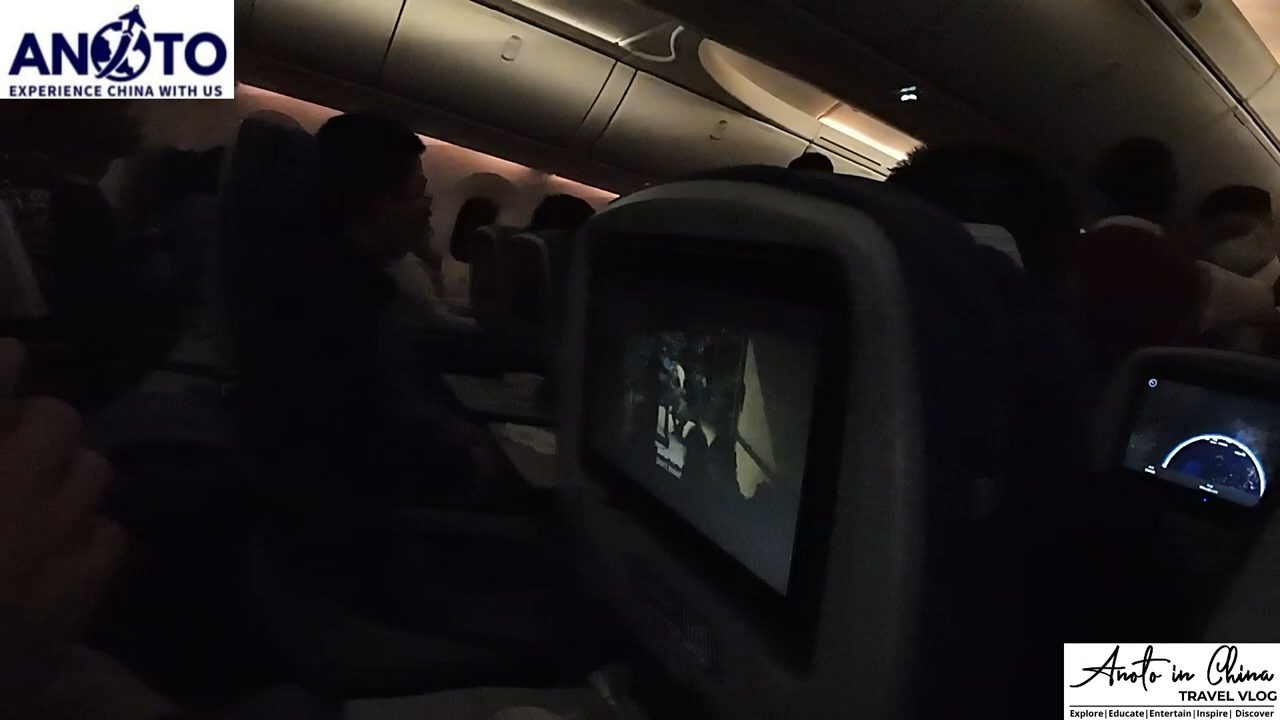 ANOTO
EXPERIENCE CHINA WITH US
Anoto in China
TRAVEL VLOG
Explore|Educate|Entertain|Inspire| Discover